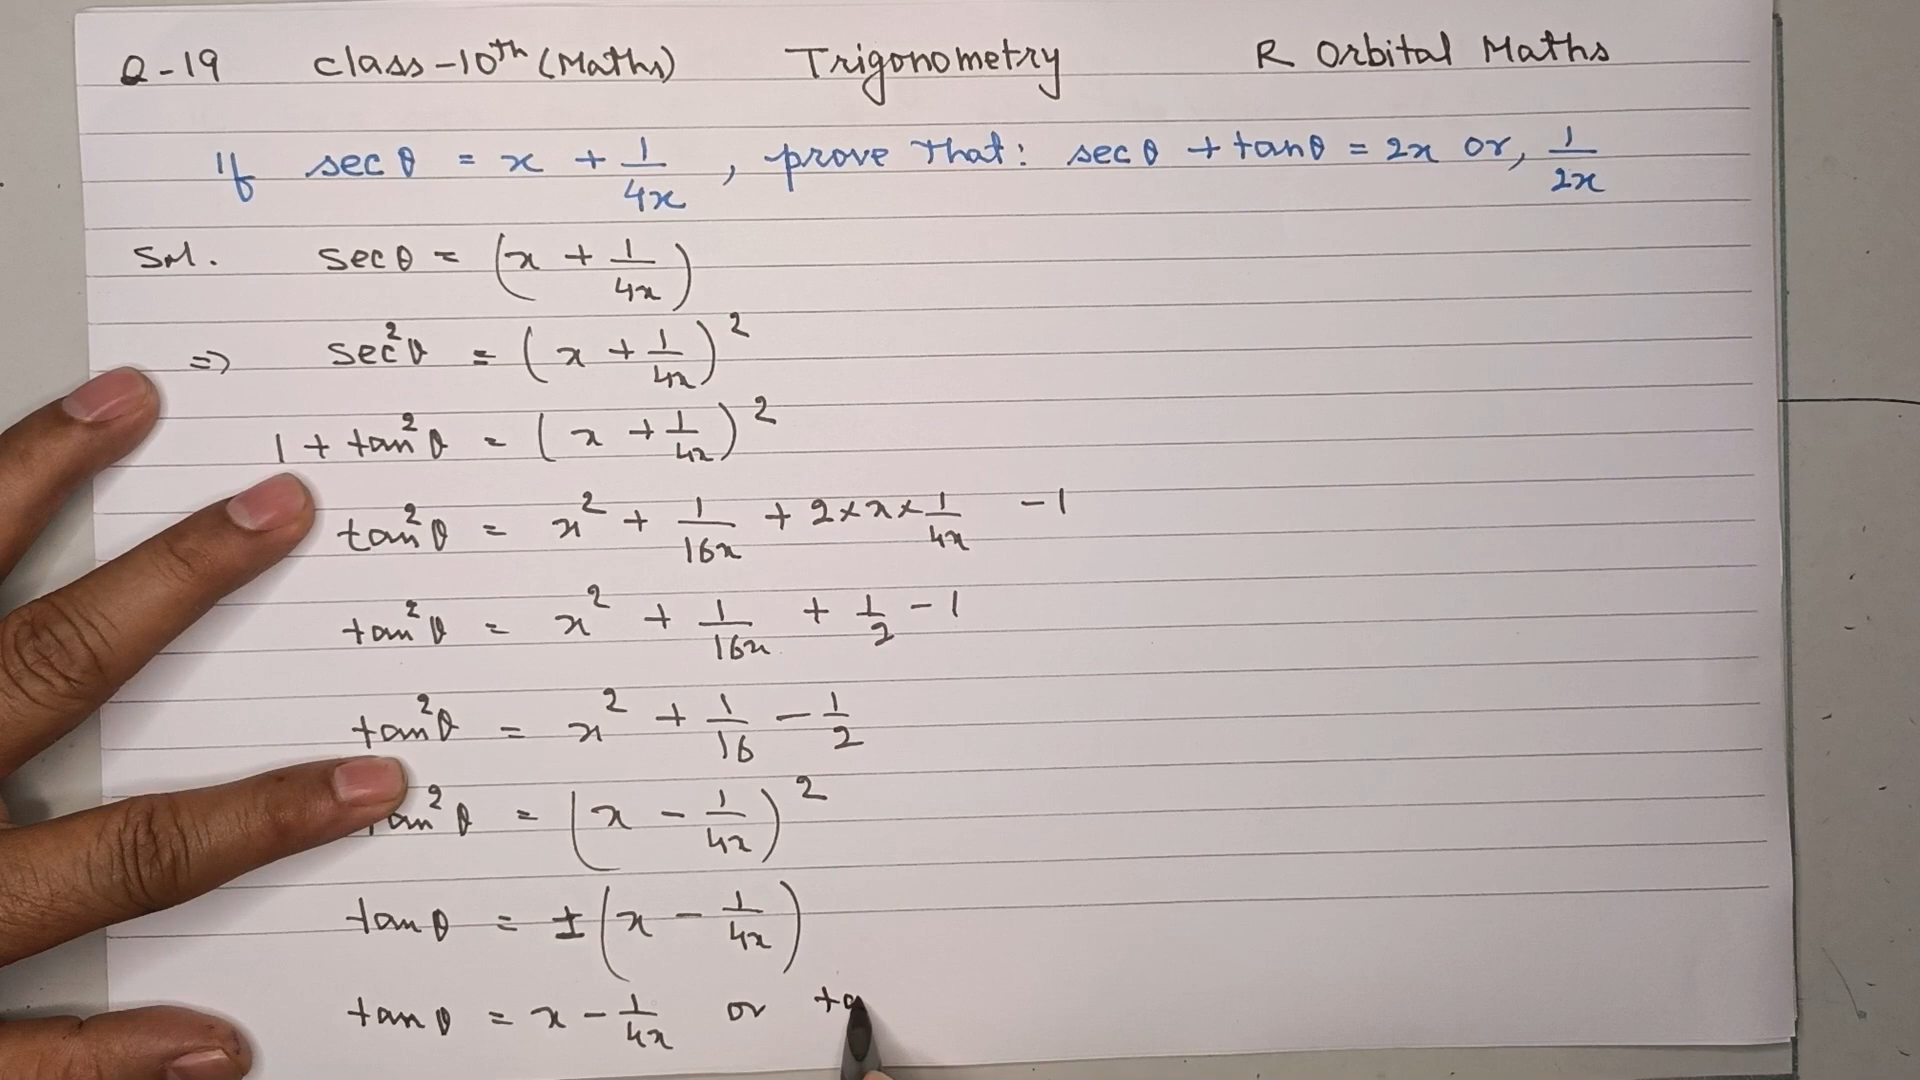 Q-19 Class-10th (Maths) Trigonometry R Orbital Maths
If sec θ = x + 1/4x , prove that: sec θ + tan θ = 2x or, 1/2x
Sol. sec θ = (x + 1/4x)
=> sec²θ = (x + 1/4x)²
1 + tan²θ = (x + 1/4x)²
tan²θ = x² + 1/16x + 2×x×1/4x - 1
tan²θ = x² + 1/16x + 1/2 - 1
tan²θ = x² + 1/16 - 1/2
tan²θ = (x - 1/4x)²
tan θ = ±(x - 1/4x)
tan θ = x - 1/4x or ta